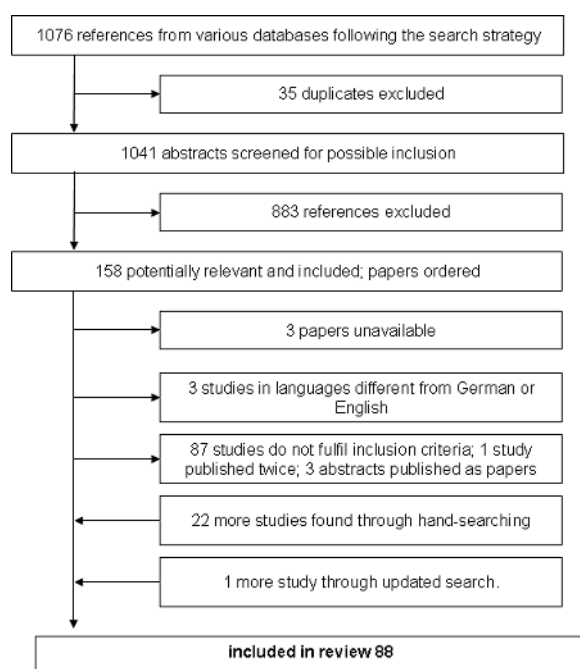 1076 references from various databases following the search strategy
35 duplicates excluded
1041 abstracts screened for possible inclusion
883 references excluded
158 potentially relevant and included; papers ordered
3 papers unavailable
3 studies in languages different from German or
English
87 studies do not fulfil inclusion criteria; 1 study
published twice; 3 abstracts published as papers
22 more studies found through hand-searching
1 more study through updated search.
included in review 88